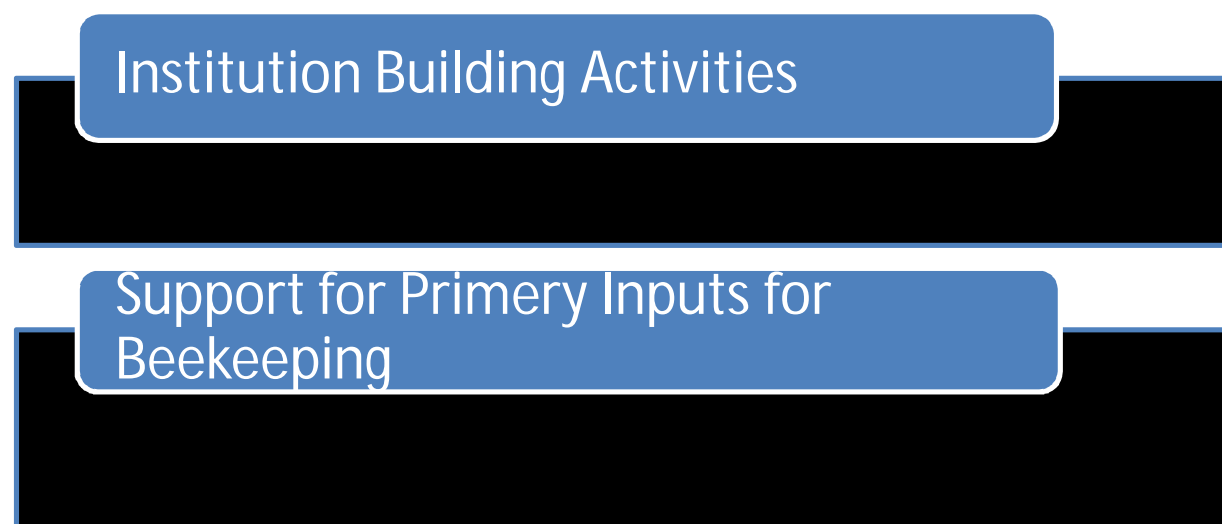 Institution Building Activities
Support for Primery Inputs for
Beekeeping